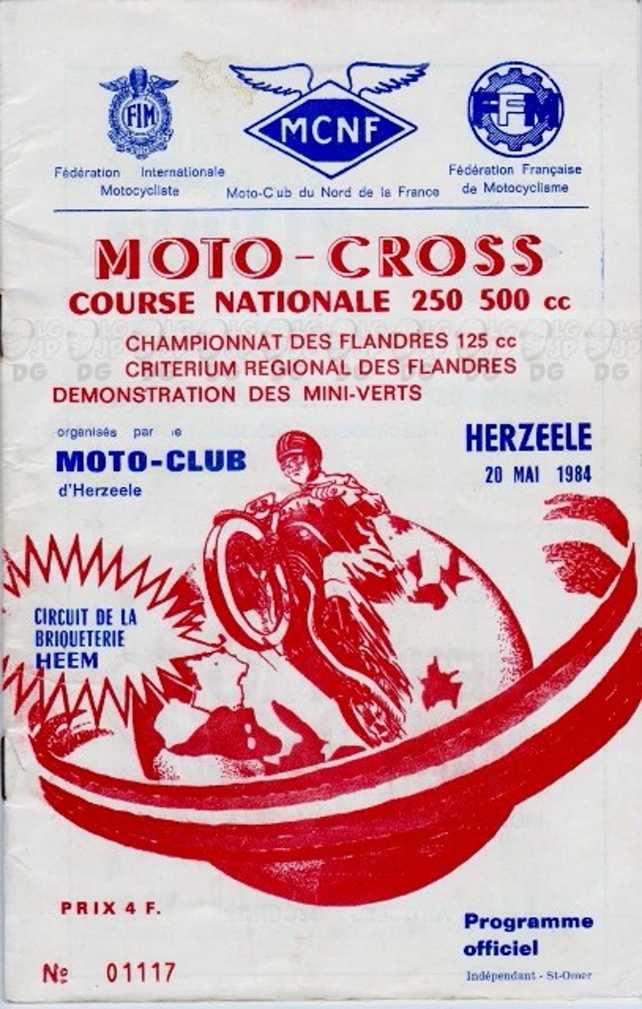 FIM
MCNF
FFM
Fédération Internationale
Motocycliste
Moto-Club du Nord de la France
Fédération Française
de Motocyclisme
MOTO-CROSS
COURSE NATIONALE 250 500 cc
CHAMPIONNAT DES FLANDRES 125 cc
CRITERIUM REGIONAL DES FLANDRES
DEMONSTRATION DES MINI-VERTS
organisés par le
MOTO-CLUB
d'Herzeele
HERZEELE
20 MAI 1984
CIRCUIT DE LA
BRIQUETERIE
HEEM
PRIX 4 F.
Nº 01117
Programme
officiel
Indépendant - St-Omer